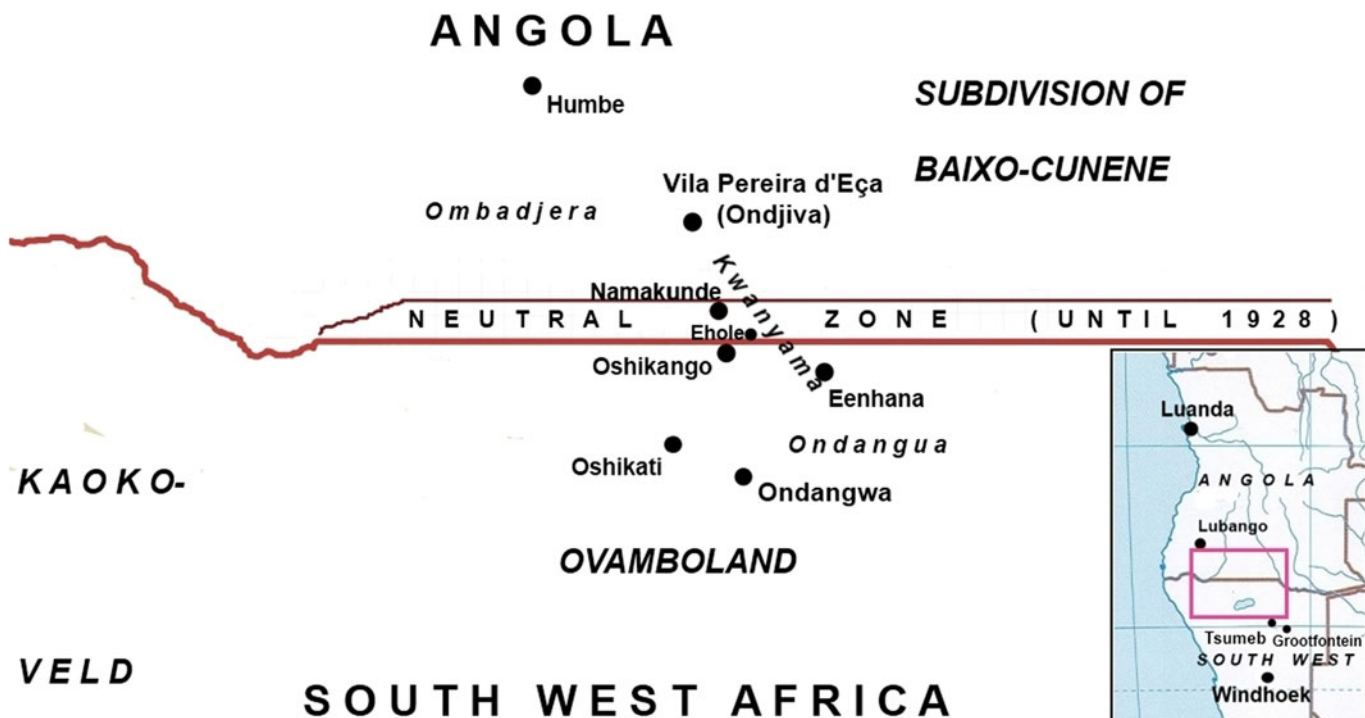 ANGOLA
Humbe
SUBDIVISION OF
BAIXO-CUNENE
Vila Pereira d'Eça
(Ondjiva)
Ombadjera
Kwanyama
Namakunde
NEUTRAL ZONE (UNTIL 1928)
Ehole
Oshikango
Eenhana
Ondangua
Oshikati
Ondangwa
KAOKO-
VELD
OVAMBOLAND
SOUTH WEST AFRICA
Luanda
ANGOLA
Lubango
Tsumeb Grootfontein
SOUTH WEST
Windhoek